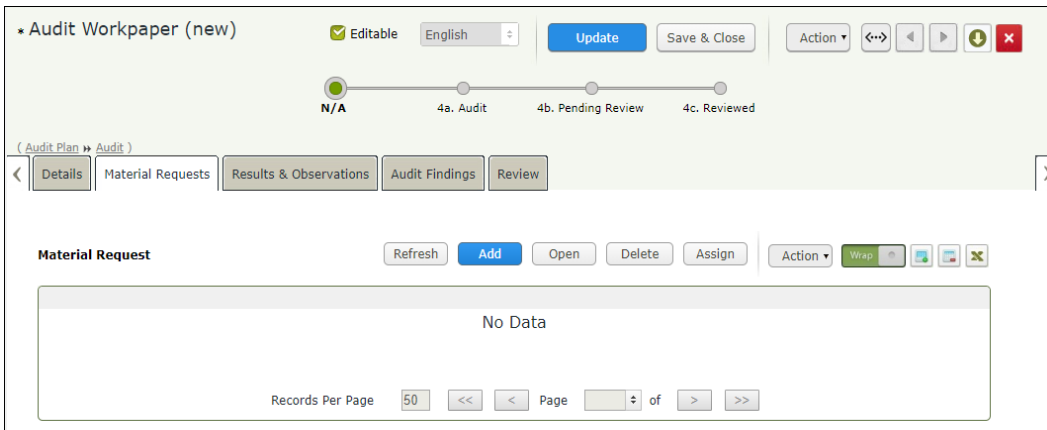 * Audit Workpaper (new)
Editable
English
Update
Save & Close
Action
N/A
4a. Audit
4b. Pending Review
4c. Reviewed
( Audit Plan » Audit )
Details
Material Requests
Results & Observations
Audit Findings
Review
Material Request
Refresh
Add
Open
Delete
Assign
Action
Wrap
No Data
Records Per Page 50 << < Page of > >>